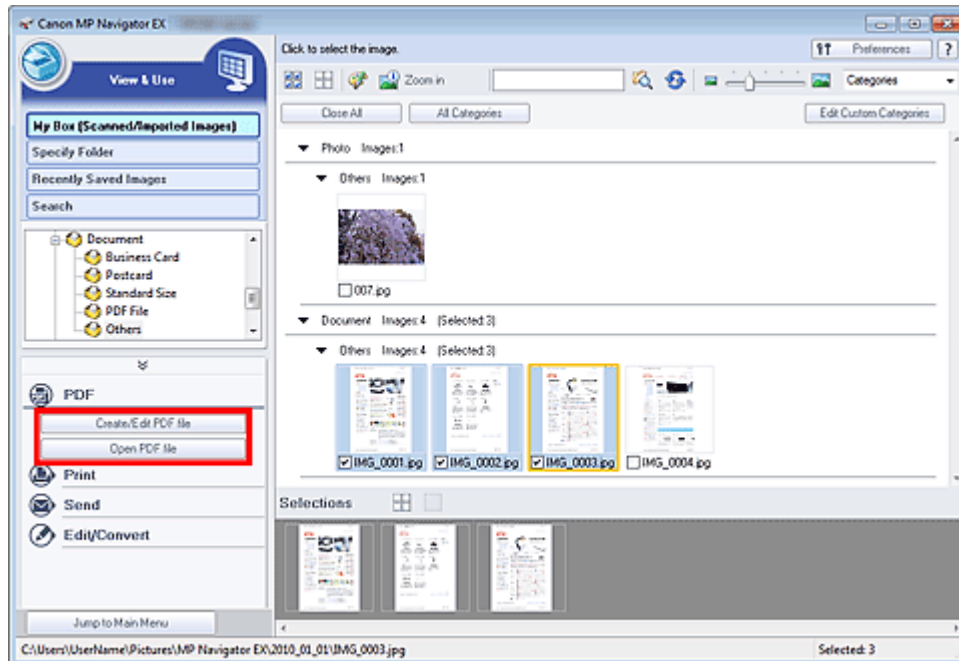 Canon MP Navigator EX
View & Use
My Box (Scanned/Imported Images)
Specify Folder
Recently Saved Images
Search
Document
Business Card
Postcard
Standard Size
PDF File
Others
PDF
Create/Edit PDF file
Open PDF file
Print
Send
Edit/Convert
Jump to Main Menu
Click to select the image.
Preferences ?
Zoom in
Categories
Close All All Categories Edit Custom Categories
Photo Images:1
Others Images:1
007.jpg
Document Images:4 (Selected:3)
Others Images:4 (Selected:3)
IMG_0001.jpg IMG_0002.jpg IMG_0003.jpg IMG_0004.jpg
Selections
C:\Users\UserName\Pictures\MP Navigator EX\2010_01_01\IMG_0003.jpg Selected: 3